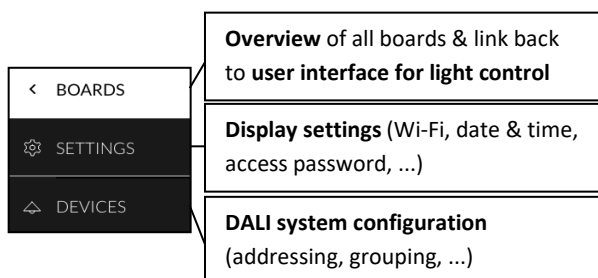 Overview of all boards & link back
to user interface for light control
< BOARDS
Display settings (Wi-Fi, date & time,
access password, ...)
SETTINGS
DALI system configuration
(addressing, grouping, ...)
DEVICES